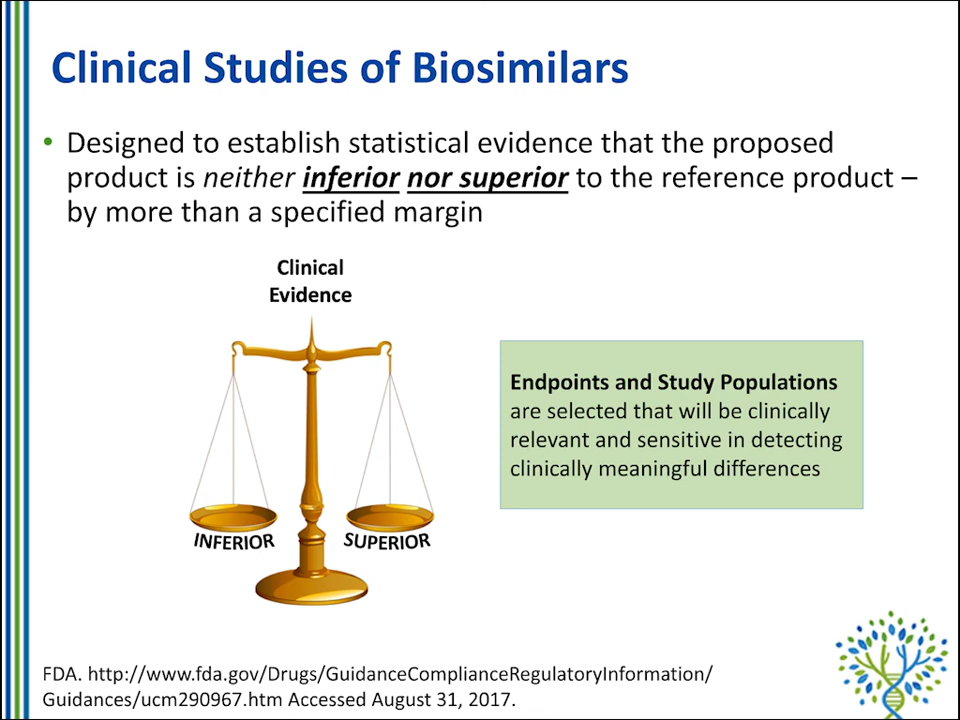 Clinical Studies of Biosimilars
• Designed to establish statistical evidence that the proposed
product is neither inferior nor superior to the reference product –
by more than a specified margin
Clinical
Evidence
INFERIOR
SUPERIOR
Endpoints and Study Populations
are selected that will be clinically
relevant and sensitive in detecting
clinically meaningful differences
FDA. http://www.fda.gov/Drugs/GuidanceComplianceRegulatoryInformation/
Guidances/ucm290967.htm Accessed August 31, 2017.